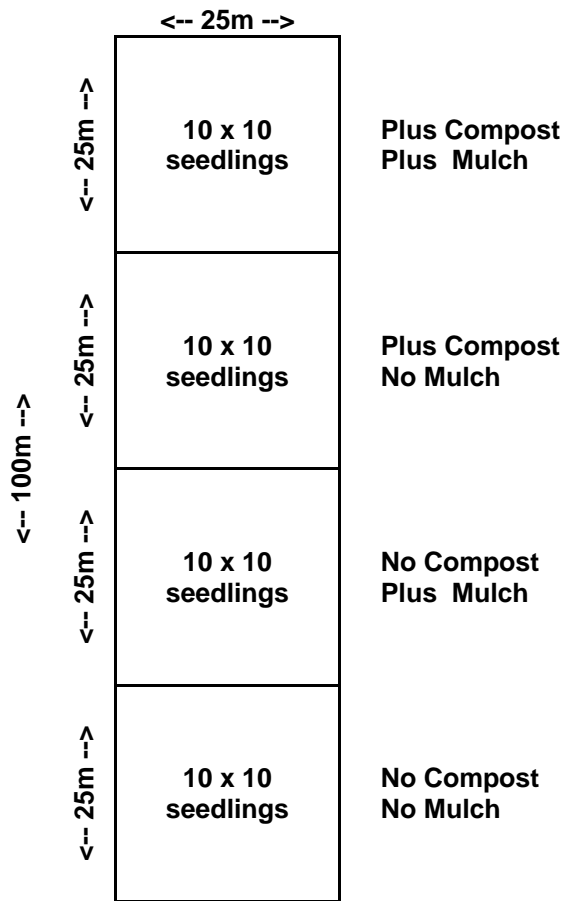 <-- 25m -->
<-- 25m -->
10 x 10
seedlings
Plus Compost
Plus  Mulch
<-- 25m -->
10 x 10
seedlings
Plus Compost
No Mulch
<-- 100m -->
<-- 25m -->
10 x 10
seedlings
No Compost
Plus  Mulch
<-- 25m -->
10 x 10
seedlings
No Compost
No Mulch